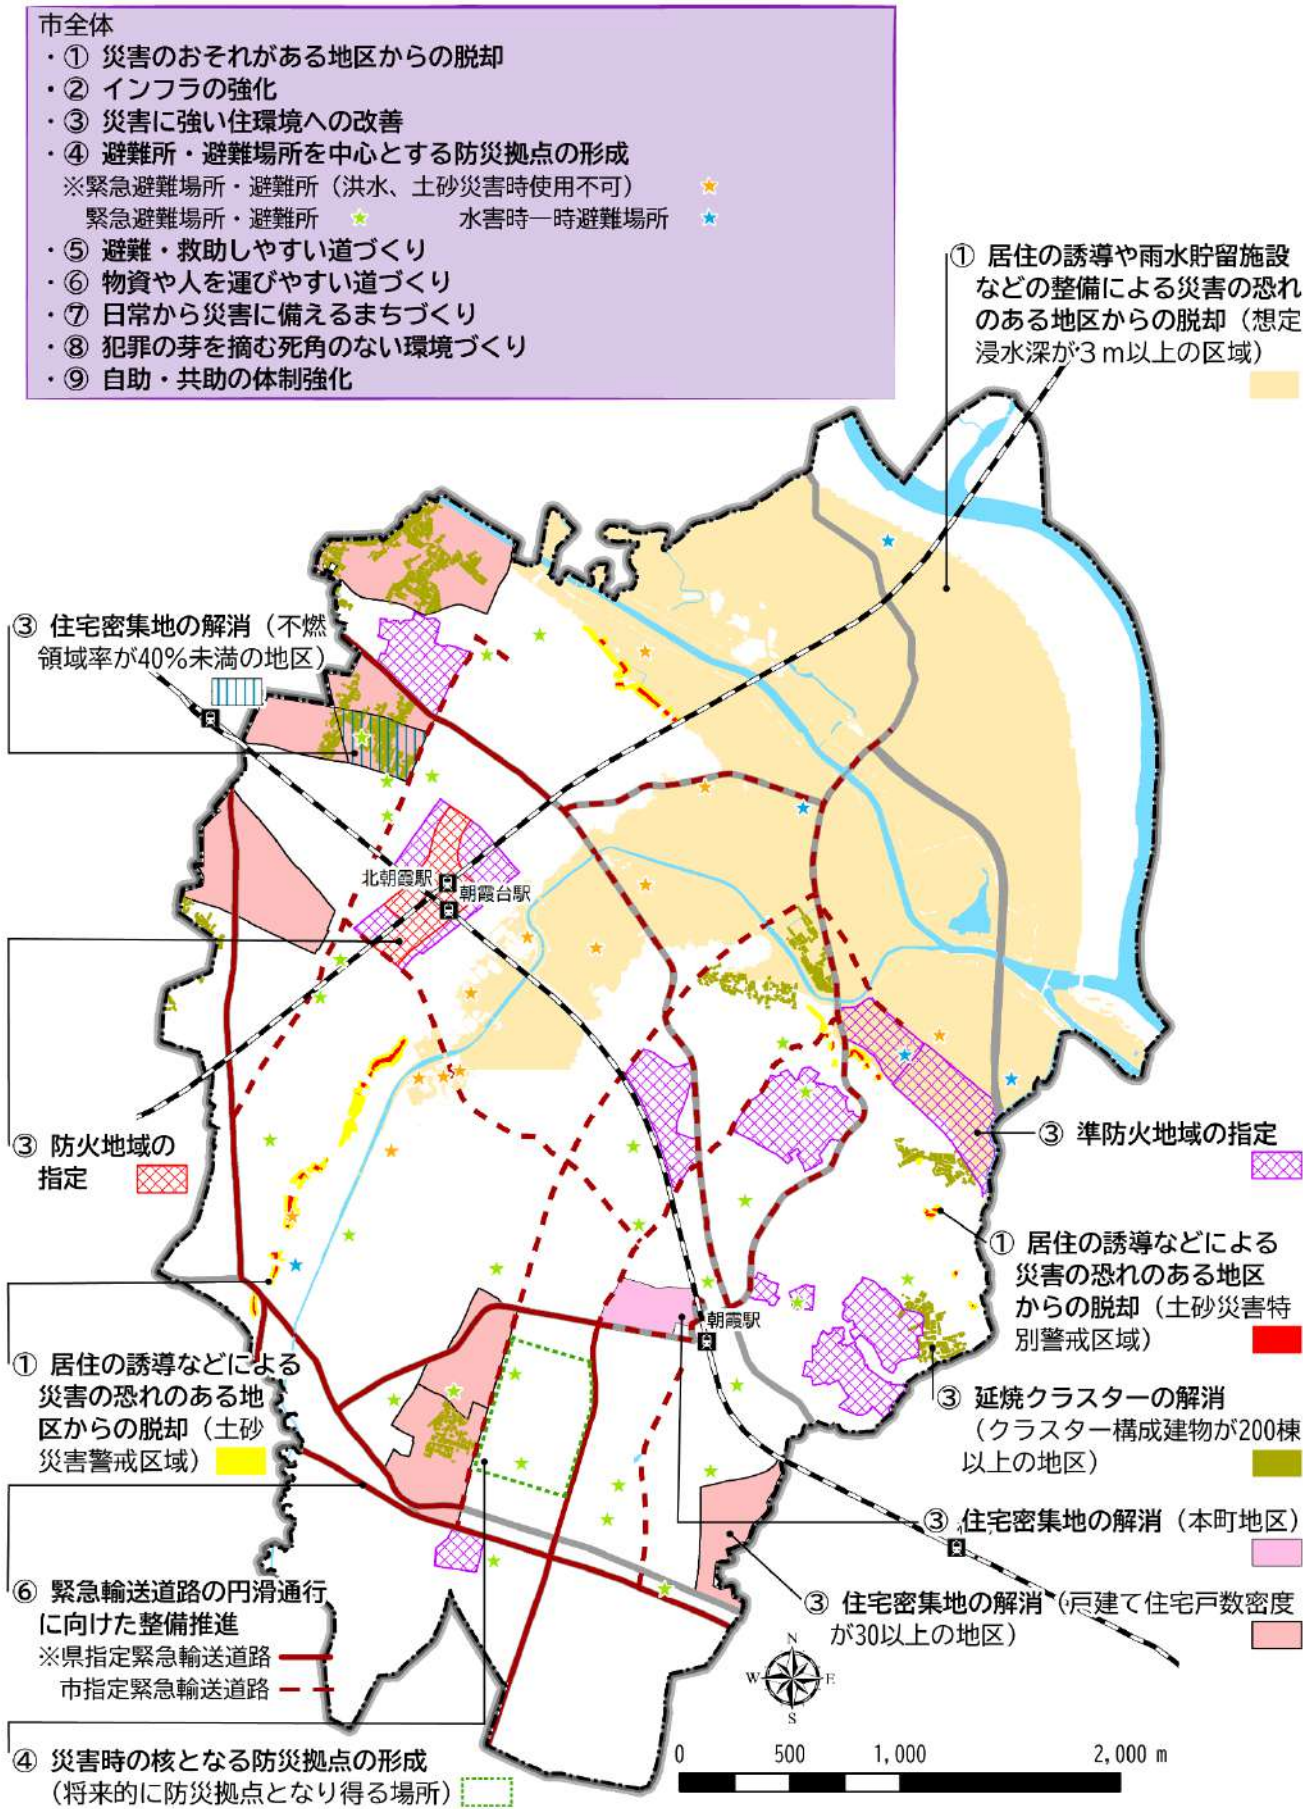 市全体
・① 災害のおそれがある地区からの脱却
・② インフラの強化
・③ 災害に強い住環境への改善
・④ 避難所・避難場所を中心とする防災拠点の形成
※緊急避難場所・避難所（洪水、土砂災害時使用不可）
緊急避難場所・避難所
水害時一時避難場所
・⑤ 避難・救助しやすい道づくり
・⑥ 物資や人を運びやすい道づくり
・⑦ 日常から災害に備えるまちづくり
・⑧ 犯罪の芽を摘む死角のない環境づくり
・⑨ 自助・共助の体制強化
① 居住の誘導や雨水貯留施設
などの整備による災害の恐れ
のある地区からの脱却（想定
浸水深が３ｍ以上の区域）
③ 住宅密集地の解消（不燃
領域率が40%未満の地区）
北朝霞駅
朝霞台駅
③ 防火地域の
指定
③ 準防火地域の指定
① 居住の誘導などによる
災害の恐れのある地区
からの脱却（土砂災害特
別警戒区域）
朝霞駅
① 居住の誘導などによる
災害の恐れのある地
区からの脱却（土砂
災害警戒区域）
③ 延焼クラスターの解消
（クラスター構成建物が200棟
以上の地区）
③ 住宅密集地の解消（本町地区）
⑥ 緊急輸送道路の円滑通行
に向けた整備推進
※県指定緊急輸送道路
市指定緊急輸送道路
③ 住宅密集地の解消（戸建て住宅戸数密度
が30以上の地区）
N
W
E
S
④ 災害時の核となる防災拠点の形成
（将来的に防災拠点となり得る場所）
0 500 1,000 2,000 m